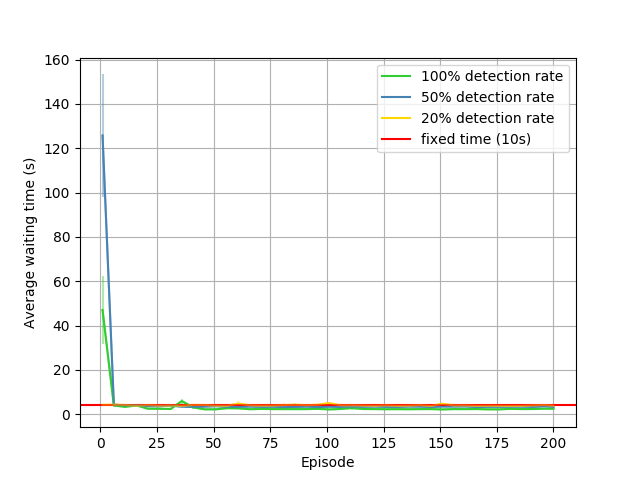 160
140
120
100
80
60
40
20
0
Average waiting time (s)
100% detection rate
50% detection rate
20% detection rate
fixed time (10s)
0 25 50 75 100 125 150 175 200
Episode